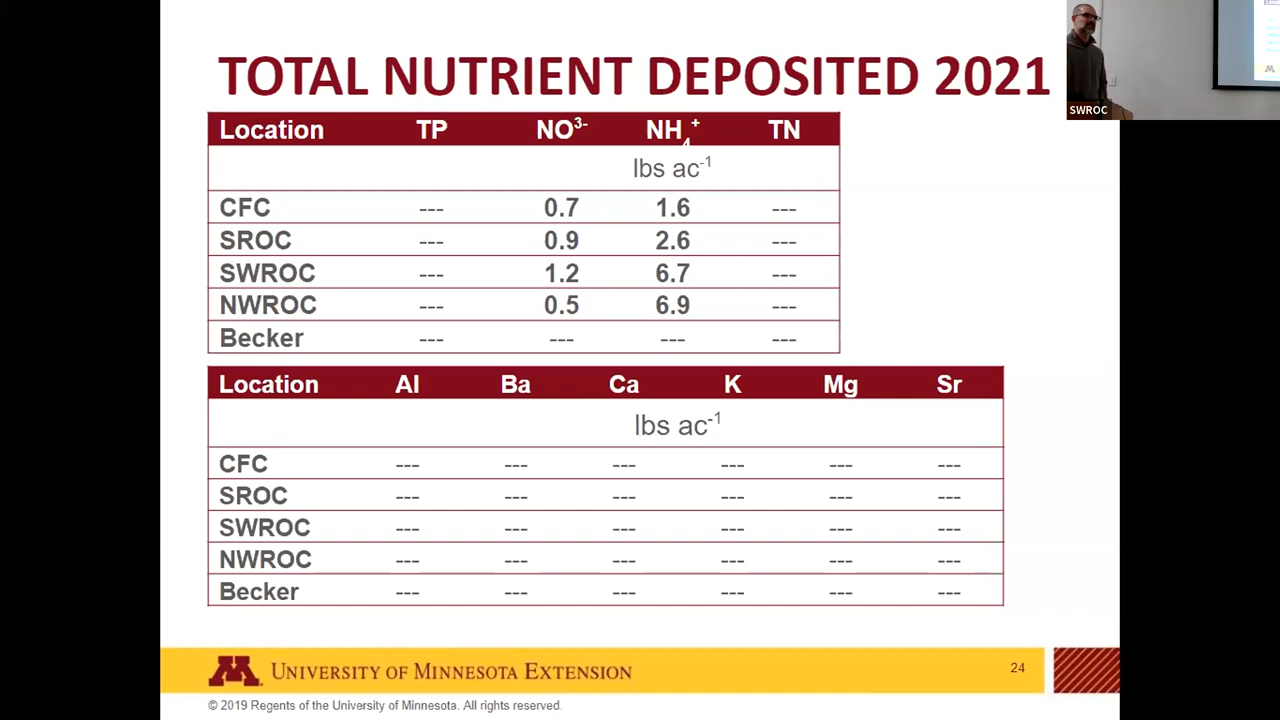 TOTAL NUTRIENT DEPOSITED 2021
SWROC
Location TP NO3- NH4+ TN
lbs ac-1
CFC --- 0.7 1.6 ---
SROC --- 0.9 2.6 ---
SWROC --- 1.2 6.7 ---
NWROC --- 0.5 6.9 ---
Becker --- --- --- ---
Location Al Ba Ca K Mg Sr
lbs ac-1
CFC --- --- --- --- --- ---
SROC --- --- --- --- --- ---
SWROC --- --- --- --- --- ---
NWROC --- --- --- --- --- ---
Becker --- --- --- --- --- ---
M UNIVERSITY OF MINNESOTA EXTENSION
24
© 2019 Regents of the University of Minnesota. All rights reserved.